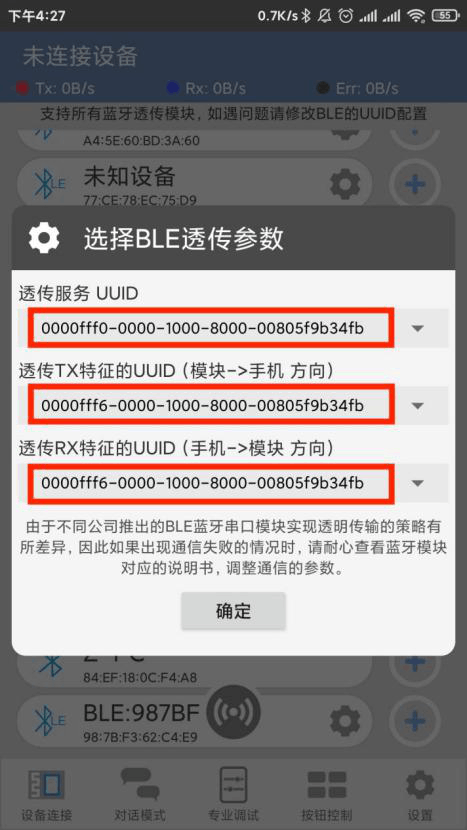 下午4:27
0.7K/s
55
未连接设备
Tx: 0B/s
Rx: 0B/s
Err: 0B/s
支持所有蓝牙透传模块，如遇问题请修改BLE的UUID配置
A4:5E:60:BD:3A:60
LE
未知设备
77:CE:78:EC:75:D9
选择BLE透传参数
透传服务 UUID
0000fff0-0000-1000-8000-00805f9b34fb
透传TX特征的UUID（模块->手机 方向）
0000fff6-0000-1000-8000-00805f9b34fb
透传RX特征的UUID（手机->模块 方向）
0000fff6-0000-1000-8000-00805f9b34fb
由于不同公司推出的BLE蓝牙串口模块实现透明传输的策略有
所差异，因此如果出现通信失败的情况时，请耐心查看蓝牙模块
对应的说明书，调整通信的参数。
确定
84:EF:18:0C:F4:A8
LE
BLE:987BF
98:7B:F3:62:C4:E9
设备连接
对话模式
专业调试
按钮控制
设置